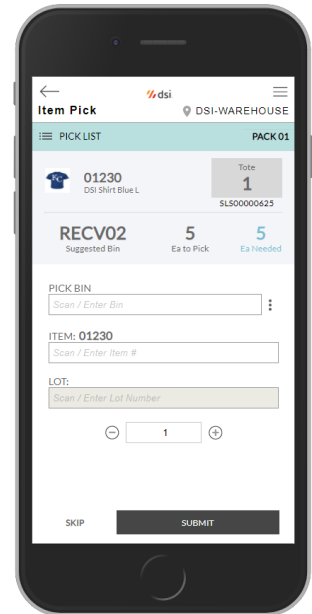 dsi
Item Pick
DSI-WAREHOUSE
PICK LIST
PACK 01
FC
01230
DSI Shirt Blue L
Tote
1
SLS00000625
RECV02
Suggested Bin
5
Ea to Pick
5
Ea Needed
PICK BIN
Scan / Enter Bin
ITEM: 01230
Scan / Enter Item #
LOT:
Scan / Enter Lot Number
1
SKIP
SUBMIT